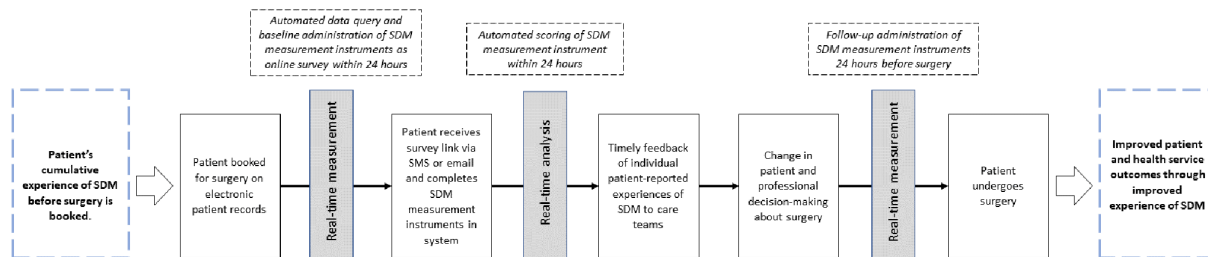 Automated data query and
baseline administration of SDM
measurement instruments as
online survey within 24 hours
Automated scoring of SDM
measurement instrument
within 24 hours
Follow-up administration of
SDM measurement instruments
24 hours before surgery
Patient's
cumulative
experience of SDM
before surgery is
booked.
Patient booked
for surgery on
electronic
patient records
Real-time measurement
Patient receives
survey link via
SMS or email
and completes
SDM
measurement
instruments in
system
Real-time analysis
Timely feedback of
individual
patient-reported
experiences of
SDM to care
teams
Change in
patient and
professional
decision-making
about surgery
Real-time measurement
Patient
undergoes
surgery
Improved patient
and health service
outcomes through
improved
experience of SDM